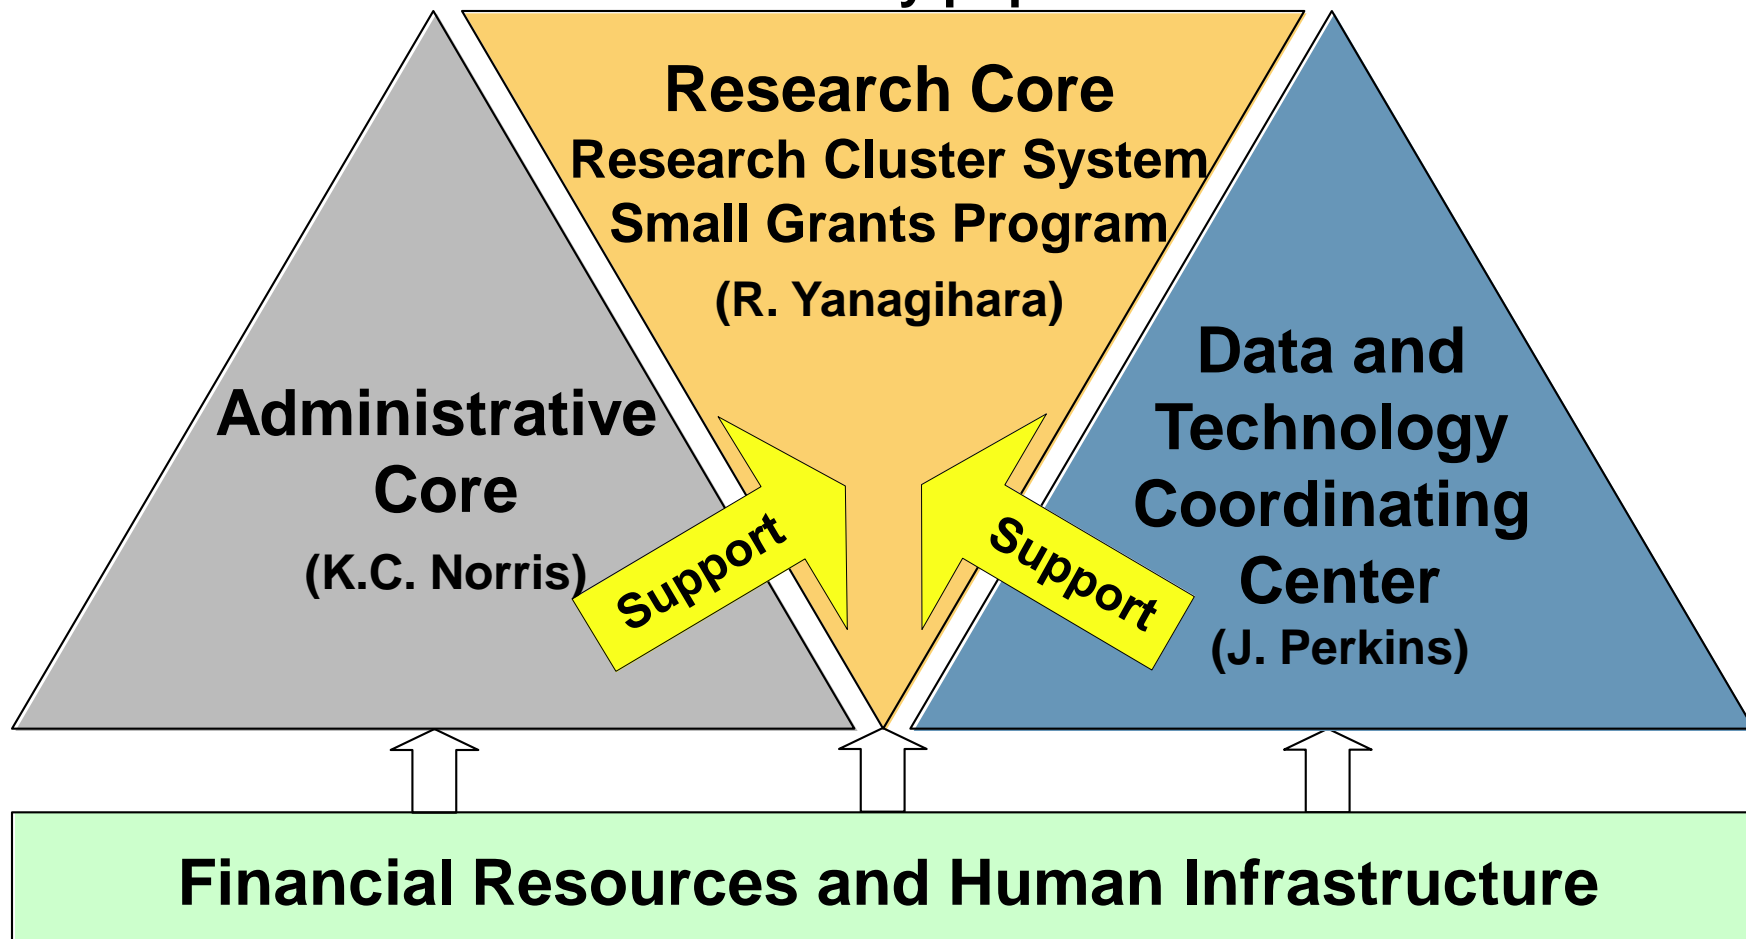 Research Core
Research Cluster System
Small Grants Program
(R. Yanagihara)
Administrative
Core
(K.C. Norris)
Data and
Technology
Coordinating
Center
(J. Perkins)
Support
Support
Financial Resources and Human Infrastructure